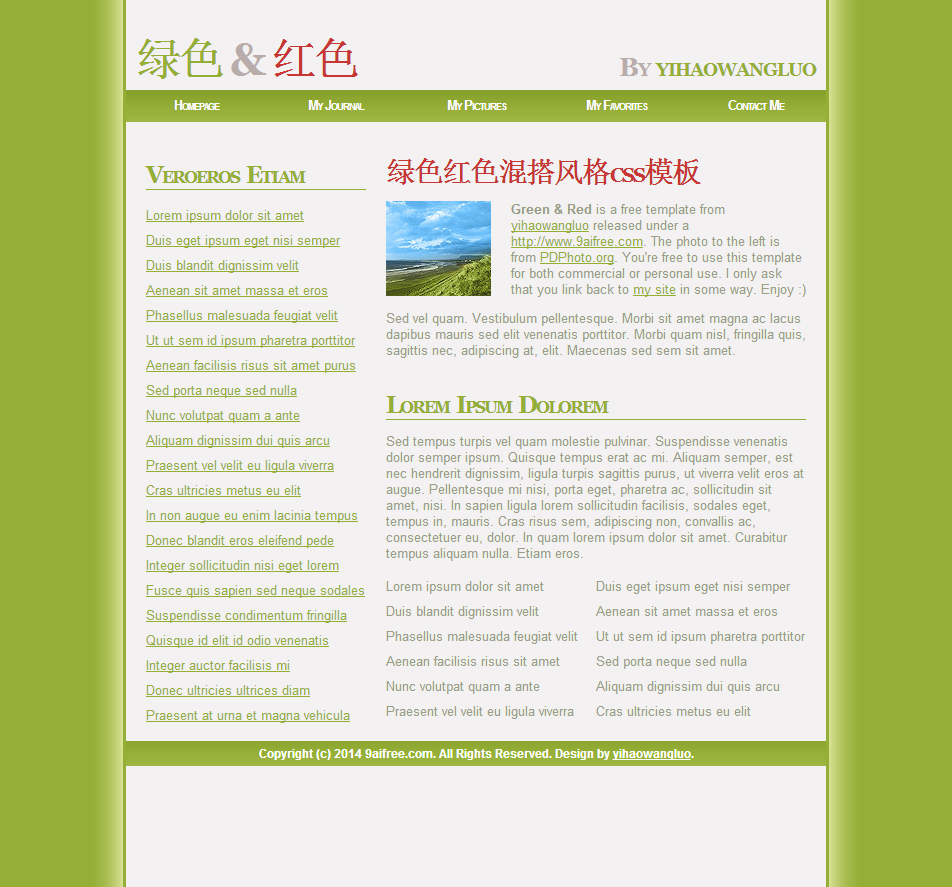 绿色 & 红色
By yihaowangluo
Homepage
My Journal
My Pictures
My Favorites
Contact Me
Veroeros Etiam
Lorem ipsum dolor sit amet
Duis eget ipsum eget nisi semper
Duis blandit dignissim velit
Aenean sit amet massa et eros
Phasellus malesuada feugiat velit
Ut ut sem id ipsum pharetra porttitor
Aenean facilisis risus sit amet purus
Sed porta neque sed nulla
Nunc volutpat quam a ante
Aliquam dignissim dui quis arcu
Praesent vel velit eu ligula viverra
Cras ultricies metus eu elit
In non augue eu enim lacinia tempus
Donec blandit eros eleifend pede
Integer sollicitudin nisi eget lorem
Fusce quis sapien sed neque sodales
Suspendisse condimentum fringilla
Quisque id elit id odio venenatis
Integer auctor facilisis mi
Donec ultricies ultrices diam
Praesent at urna et magna vehicula
绿色红色混搭风格css模板
Green & Red is a free template from
yihaowangluo released under a
http://www.9aifree.com. The photo to the left is
from PDPhoto.org. You're free to use this template
for both commercial or personal use. I only ask
that you link back to my site in some way. Enjoy :)
Sed vel quam. Vestibulum pellentesque. Morbi sit amet magna ac lacus
dapibus mauris sed elit venenatis porttitor. Morbi quam nisl, fringilla quis,
sagittis nec, adipiscing at, elit. Maecenas sed sem sit amet.
Lorem Ipsum Dolorem
Sed tempus turpis vel quam molestie pulvinar. Suspendisse venenatis
dolor semper ipsum. Quisque tempus erat ac mi. Aliquam semper, est
nec hendrerit dignissim, ligula turpis sagittis purus, ut viverra velit eros at
augue. Pellentesque mi nisi, porta eget, pharetra ac, sollicitudin sit
amet, nisi. In sapien ligula lorem sollicitudin facilisis, sodales eget,
tempus in, mauris. Cras risus sem, adipiscing non, convallis ac,
consectetuer eu, dolor. In quam lorem ipsum dolor sit amet. Curabitur
tempus aliquam nulla. Etiam eros.
Lorem ipsum dolor sit amet
Duis blandit dignissim velit
Phasellus malesuada feugiat velit
Aenean facilisis risus sit amet
Nunc volutpat quam a ante
Praesent vel velit eu ligula viverra
Duis eget ipsum eget nisi semper
Aenean sit amet massa et eros
Ut ut sem id ipsum pharetra porttitor
Sed porta neque sed nulla
Aliquam dignissim dui quis arcu
Cras ultricies metus eu elit
Copyright (c) 2014 9aifree.com. All Rights Reserved. Design by yihaowangluo.